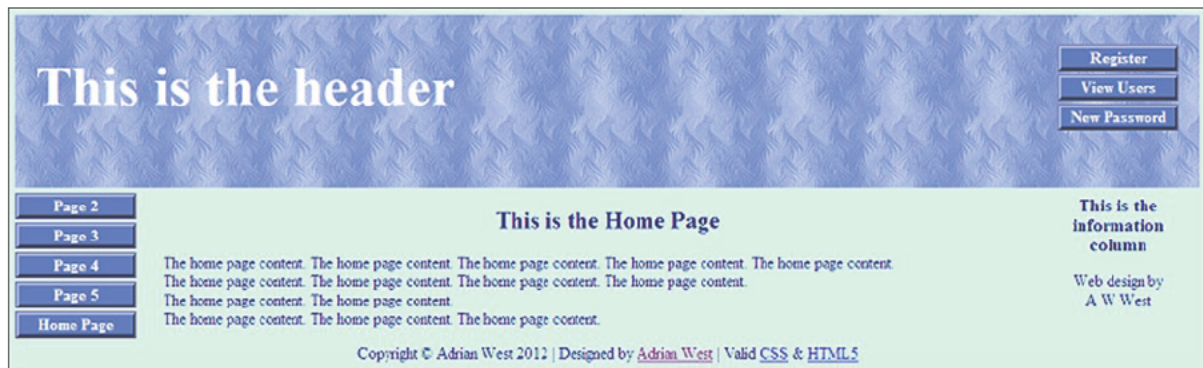 This is the header
Register
View Users
New Password
Page 2
Page 3
Page 4
Page 5
Home Page
This is the Home Page
The home page content. The home page content. The home page content. The home page content. The home page content.
The home page content. The home page content. The home page content. The home page content.
The home page content. The home page content.
The home page content. The home page content. The home page content.
This is the
information
column
Web design by
A W West
Copyright © Adrian West 2012 | Designed by Adrian West | Valid CSS & HTML5